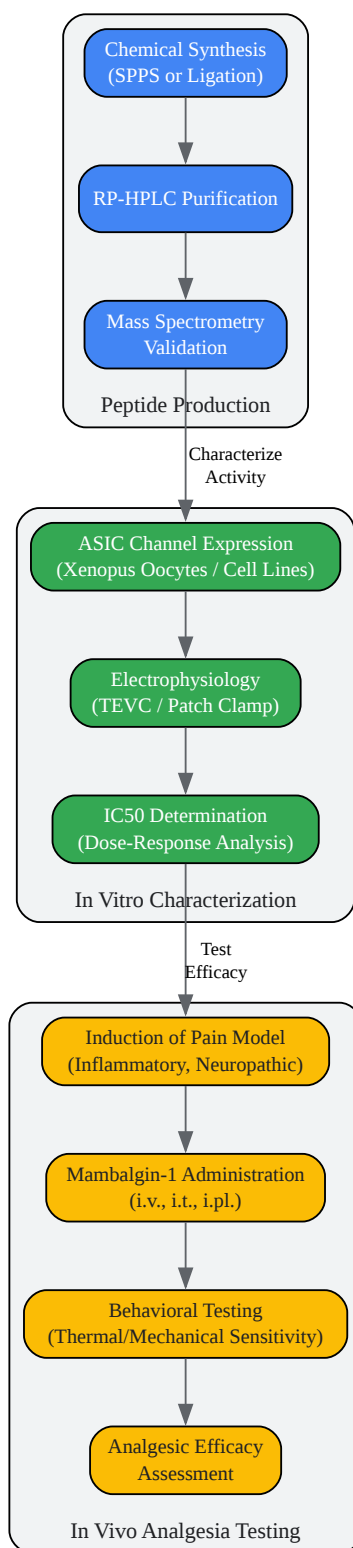 Chemical Synthesis
(SPPS or Ligation)
RP-HPLC Purification
Mass Spectrometry
Validation
Peptide Production
Characterize
Activity
ASIC Channel Expression
(Xenopus Oocytes / Cell Lines)
Electrophysiology
(TEVC / Patch Clamp)
IC50 Determination
(Dose-Response Analysis)
In Vitro Characterization
Test
Efficacy
Induction of Pain Model
(Inflammatory, Neuropathic)
Mambalgin-1 Administration
(i.v., i.t., i.pl.)
Behavioral Testing
(Thermal/Mechanical Sensitivity)
Analgesic Efficacy
Assessment
In Vivo Analgesia Testing